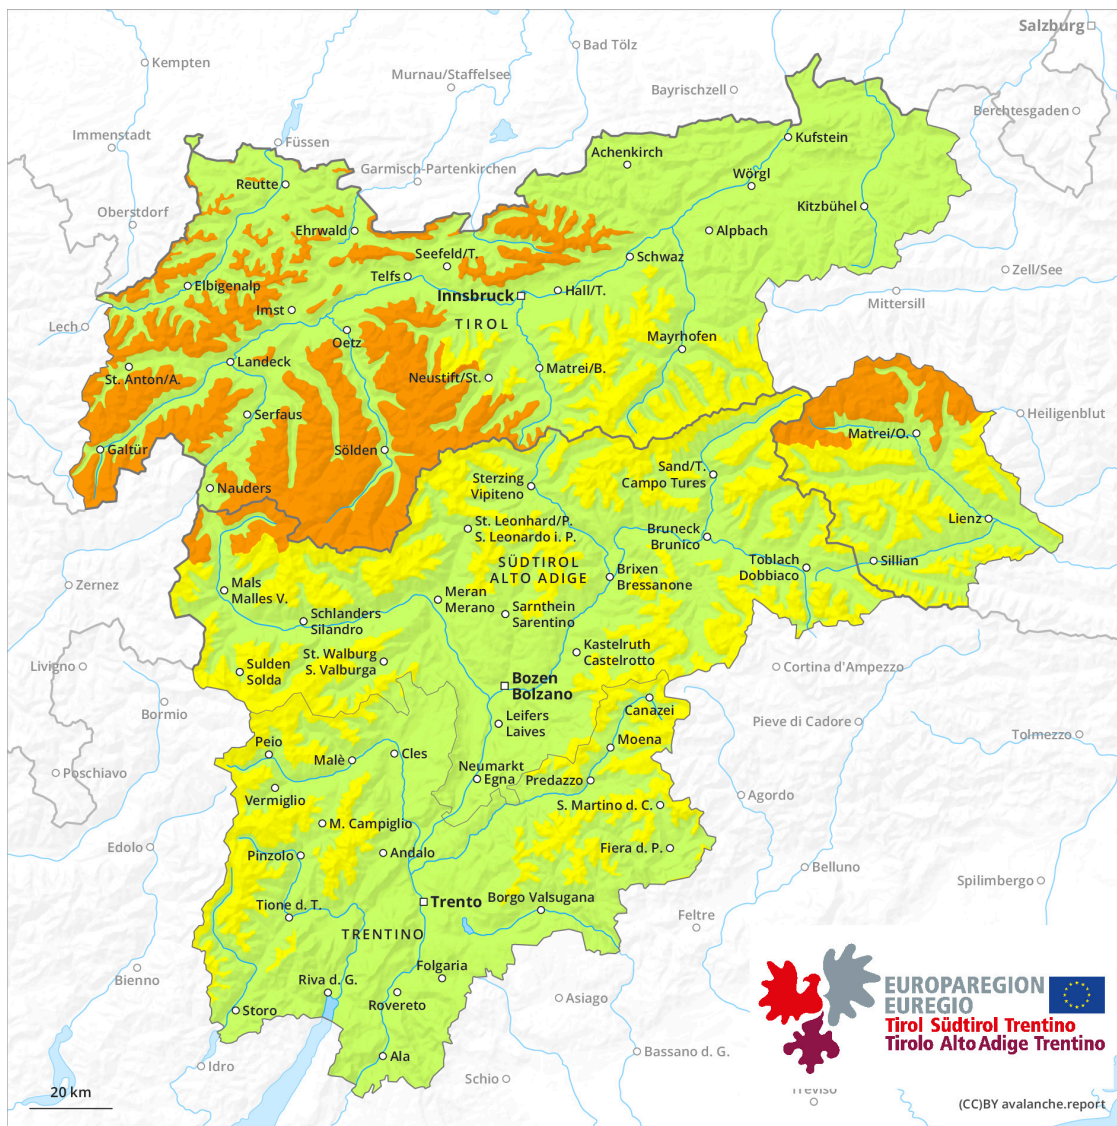 Salzburg
Bad Tölz
Kempten
Murnau/Staffelsee
Bayrischzell
Berchtesgaden
Immenstadt
Füssen
Kufstein
Achenkirch
Garmisch-Partenkirchen
Wörgl
Reutte
Kitzbühel
Oberstdorf
Ehrwald
Alpbach
Seefeld/T.
Schwaz
Zell/See
Telfs
Elbigenalp
Innsbruck
Hall/T.
Mittersill
Imst
TIROL
Lech
Oetz
Mayrhofen
Landeck
Matrei/B.
St. Anton/A.
Neustift/St.
Serfaus
Heiligenblut
Matrei/O.
Galtür
Sölden
Sand/T.
Campo Tures
Sterzing
Vipiteno
Nauders
Lienz
St. Leonhard/P.
S. Leonardo i. P.
Bruneck
Brunico
Toblach
Dobbiaco
Sillian
SÜDTIROL
ALTO ADIGE
Brixen
Bressanone
Zernez
Mals
Malles V.
Meran
Merano
Schlanders
Silandro
Sarnthein
Sarentino
Kastelruth
Castelrotto
St. Walburg
S. Valburga
Livigno
Sulden
Solda
Cortina d'Ampezzo
Bozen
Bolzano
Bormio
Canazei
Leifers
Laives
Pieve di Cadore
Tolmezzo
Peio
Moena
Cles
Malè
Poschiavo
Neumarkt
Egna
Predazzo
Vermiglio
Agordo
S. Martino d. C.
M. Campiglio
Edolo
Pinzolo
Andalo
Fiera d. P.
Belluno
Spilimbergo
Borgo Valsugana
Trento
Tione d. T.
Feltre
TRENTINO
Folgaria
Bienno
Riva d. G.
EUROPAREGION
EUREGIO
Tirol Südtirol Trentino
Tirolo Alto Adige Trentino
Asiago
Rovereto
Storo
Ala
Bassano d. G.
Idro
Schio
Treviso
20 km
(CC)BY avalanche.report